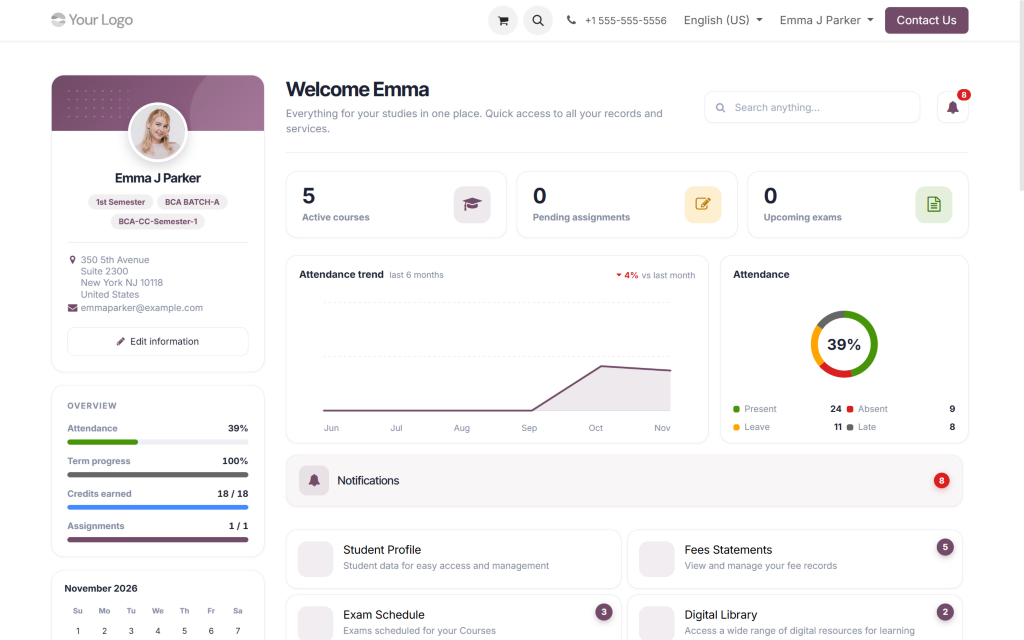 Your Logo
+1 555-555-5556
English (US)
Emma J Parker
Contact Us
Emma J Parker
1st Semester
BCA BATCH-A
BCA-CC-Semester-1
350 5th Avenue
Suite 2300
New York NJ 10118
United States
emmaparker@example.com
Edit information
OVERVIEW
Attendance 39%
Term progress 100%
Credits earned 18 / 18
Assignments 1 / 1
November 2026
Su Mo Tu We Th Fr Sa
1 2 3 4 5 6 7
Welcome Emma
Everything for your studies in one place. Quick access to all your records and
services.
Search anything...
8
5
Active courses
0
Pending assignments
0
Upcoming exams
Attendance trend last 6 months
4% vs last month
Jun Jul Aug Sep Oct Nov
Attendance
39%
Present 24 Absent 9
Leave 11 Late 8
Notifications
8
Student Profile
Student data for easy access and management
Fees Statements
View and manage your fee records
5
Exam Schedule
Exams scheduled for your Courses
3
Digital Library
Access a wide range of digital resources for learning
2